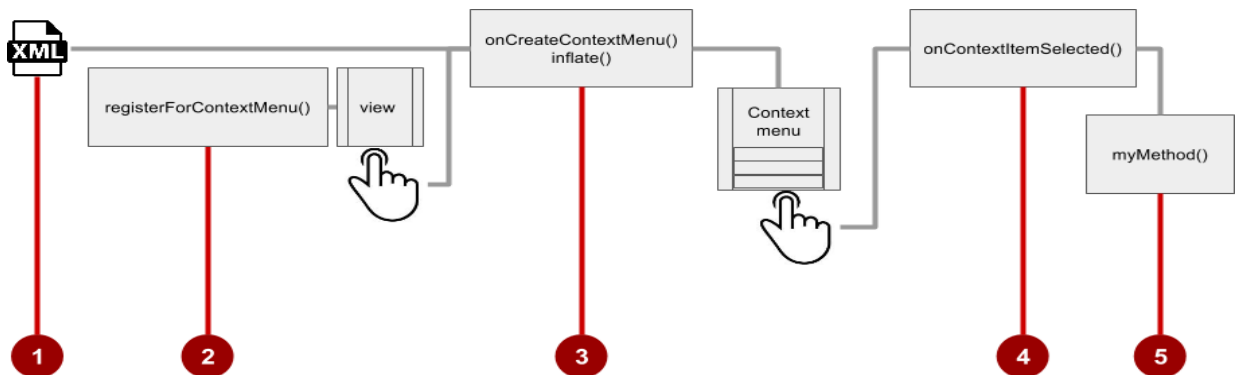 XML
onCreateContextMenu()
inflate()
onContextItemSelected()
registerForContextMenu()
view
Context
menu
myMethod()
1
2
3
4
5